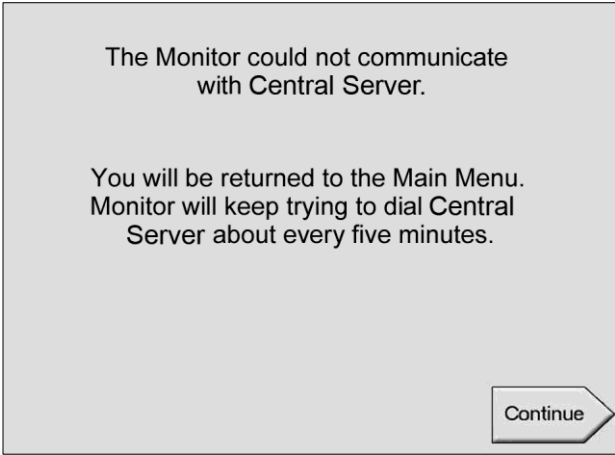 The Monitor could not communicate
with Central Server.
You will be returned to the Main Menu.
Monitor will keep trying to dial Central
Server about every five minutes.
Continue